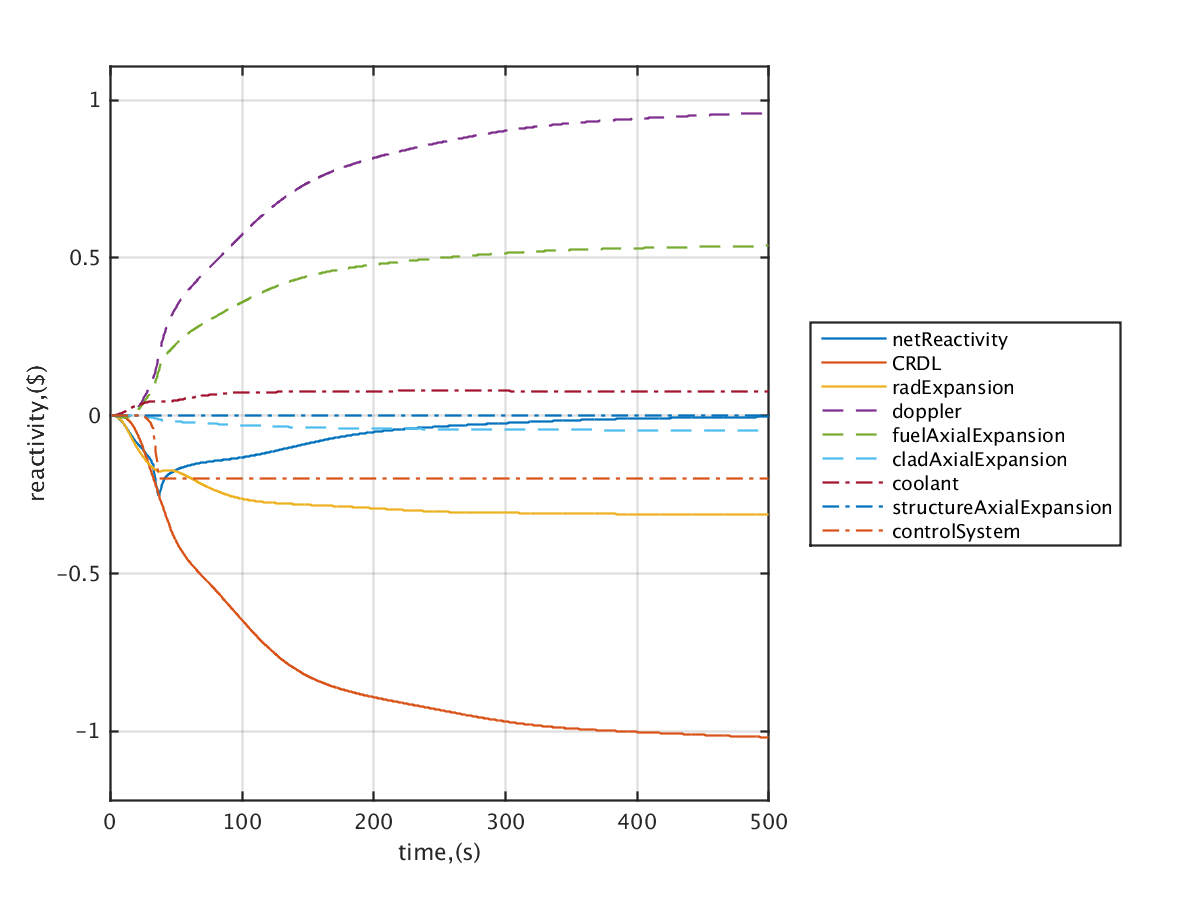 1
0.5
0
−0.5
−1
reactivity,($)
0 100 200 300 400 500
time,(s)
netReactivity
CRDL
radExpansion
doppler
fuelAxialExpansion
cladAxialExpansion
coolant
structureAxialExpansion
controlSystem